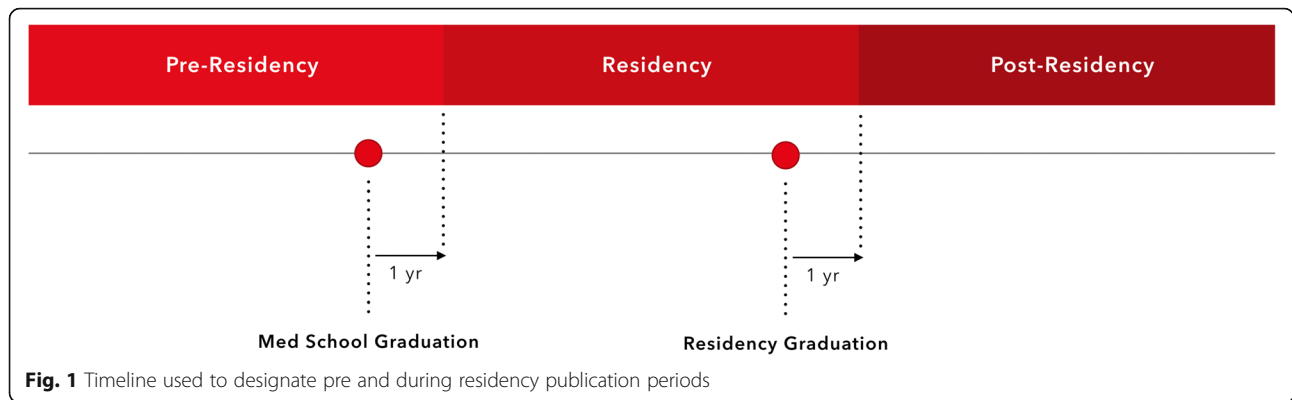 Pre-Residency Residency Post-Residency
1 yr 1 yr
Med School Graduation Residency Graduation
Fig. 1 Timeline used to designate pre and during residency publication periods